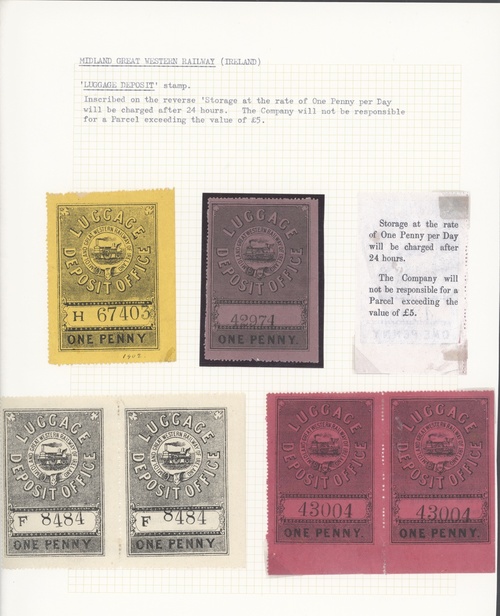 MIDLAND GREAT WESTERN RAILWAY (IRELAND)
'LUGGAGE DEPOSIT' stamp.
Inscribed on the reverse 'Storage at the rate of One Penny per Day
will be charged after 24 hours. The Company will not be responsible
for a Parcel exceeding the value of £5.
LUGGAGE
DEPOSIT OFFICE
H 67405
ONE PENNY
1902
LUGGAGE
DEPOSIT OFFICE
42971
ONE PENNY.
Storage at the rate
of One Penny per Day
will be charged after
24 hours.
The Company will
not be responsible for a
Parcel exceeding the
value of £5.
LUGGAGE
DEPOSIT OFFICE
F 8484
ONE PENNY
LUGGAGE
DEPOSIT OFFICE
F 8484
ONE PENNY
LUGGAGE
DEPOSIT OFFICE
43004
ONE PENNY.
LUGGAGE
DEPOSIT OFFICE
43004
ONE PENNY.